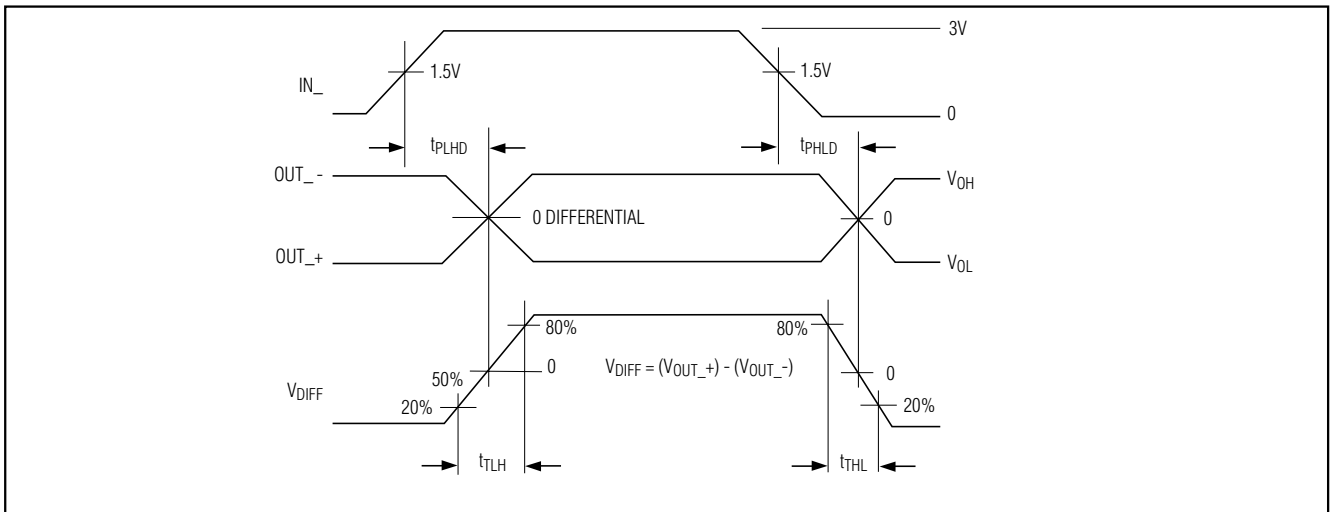 3V
1.5V
1.5V
IN_
0
tPLHD
tPHLD
OUT_ -
VOH
0 DIFFERENTIAL
0
OUT_+
VOL
80%
80%
50%
0
VDIFF = (VOUT_+) - (VOUT_-)
0
VDIFF
20%
20%
tTLH
tTHL